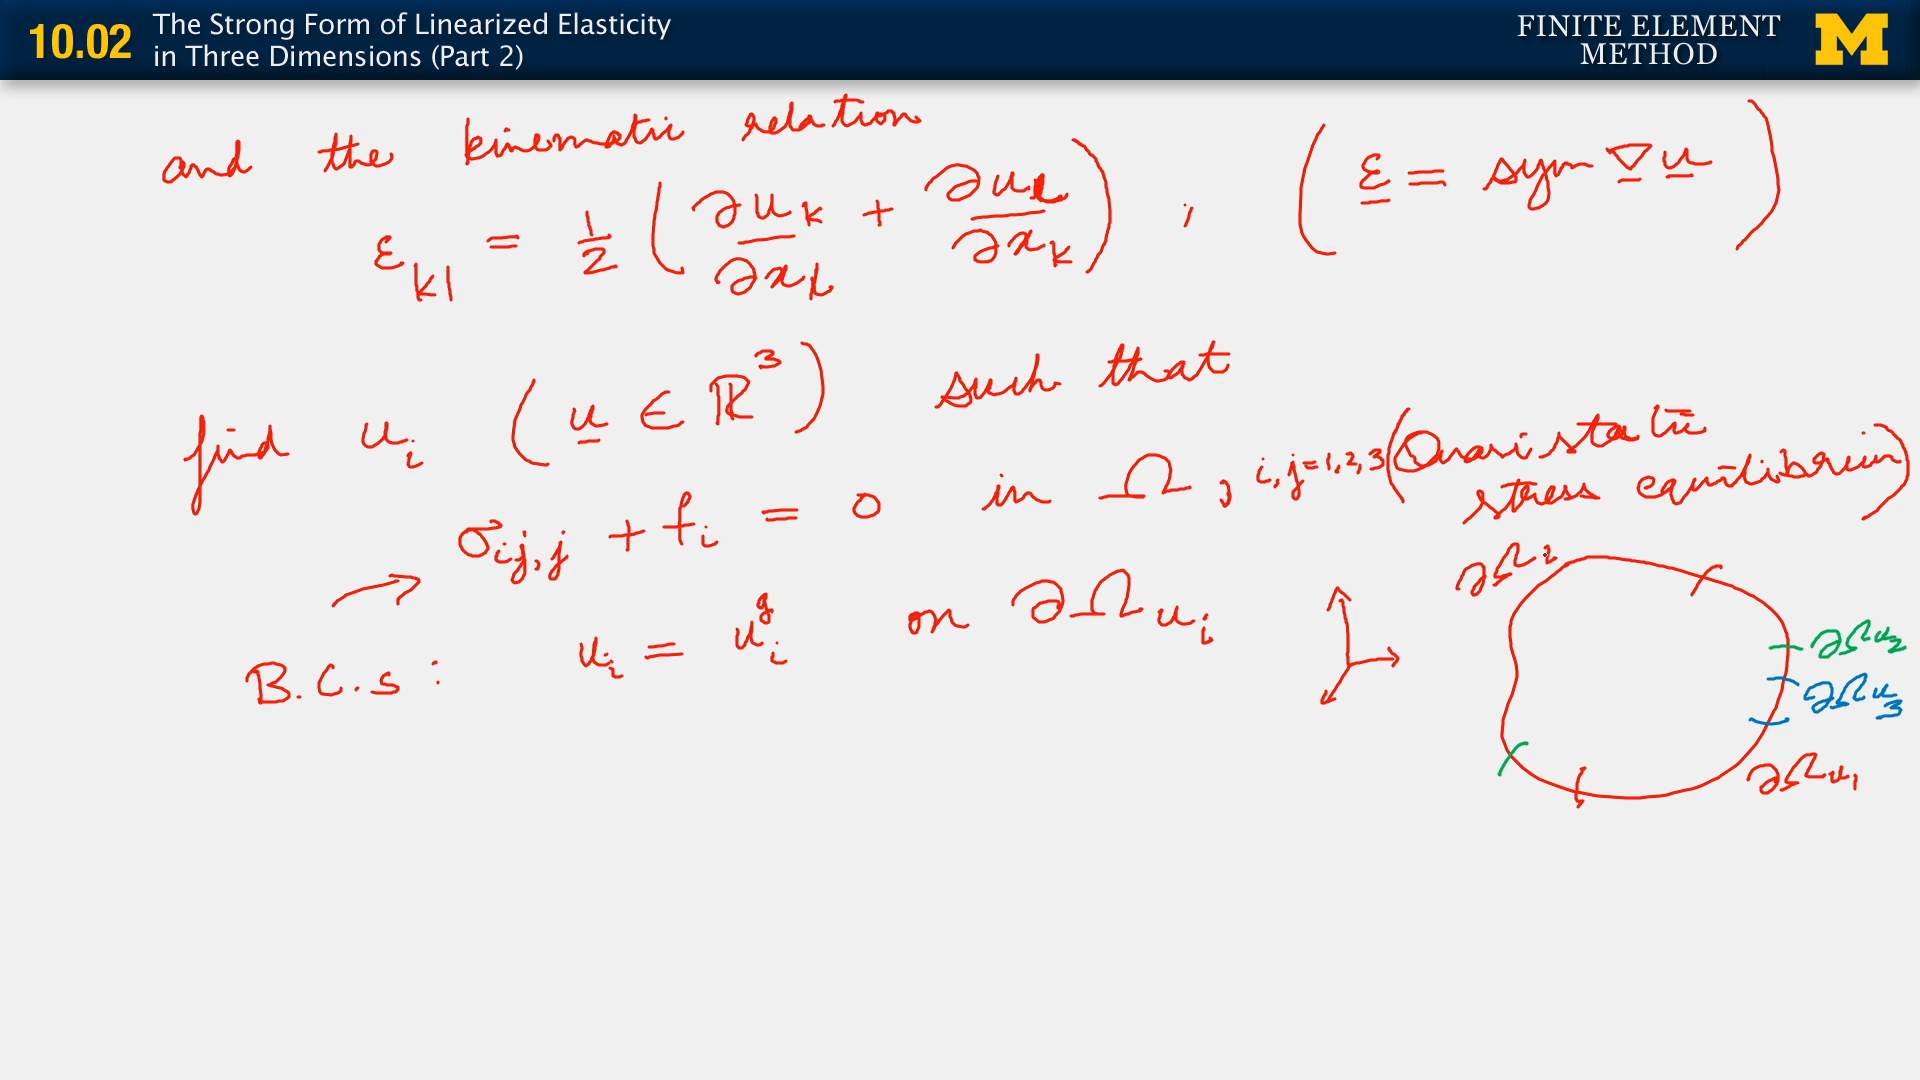 10.02
The Strong Form of Linearized Elasticity
in Three Dimensions (Part 2)
FINITE ELEMENT
METHOD
M
and the kinematic relation
ε_kl = 1/2 (∂u_k/∂x_l + ∂u_l/∂x_k) , (ε = sym ∇u)
find u_i (u ∈ ℝ^3) such that
→ σ_ij,j + f_i = 0 in Ω, i,j=1,2,3 (Quasistatic
stress equilibrium)
B.C.s : u_i = u_i^g on ∂Ω_u_i
∂Ω_u_2
∂Ω_u_3
∂Ω_u_1